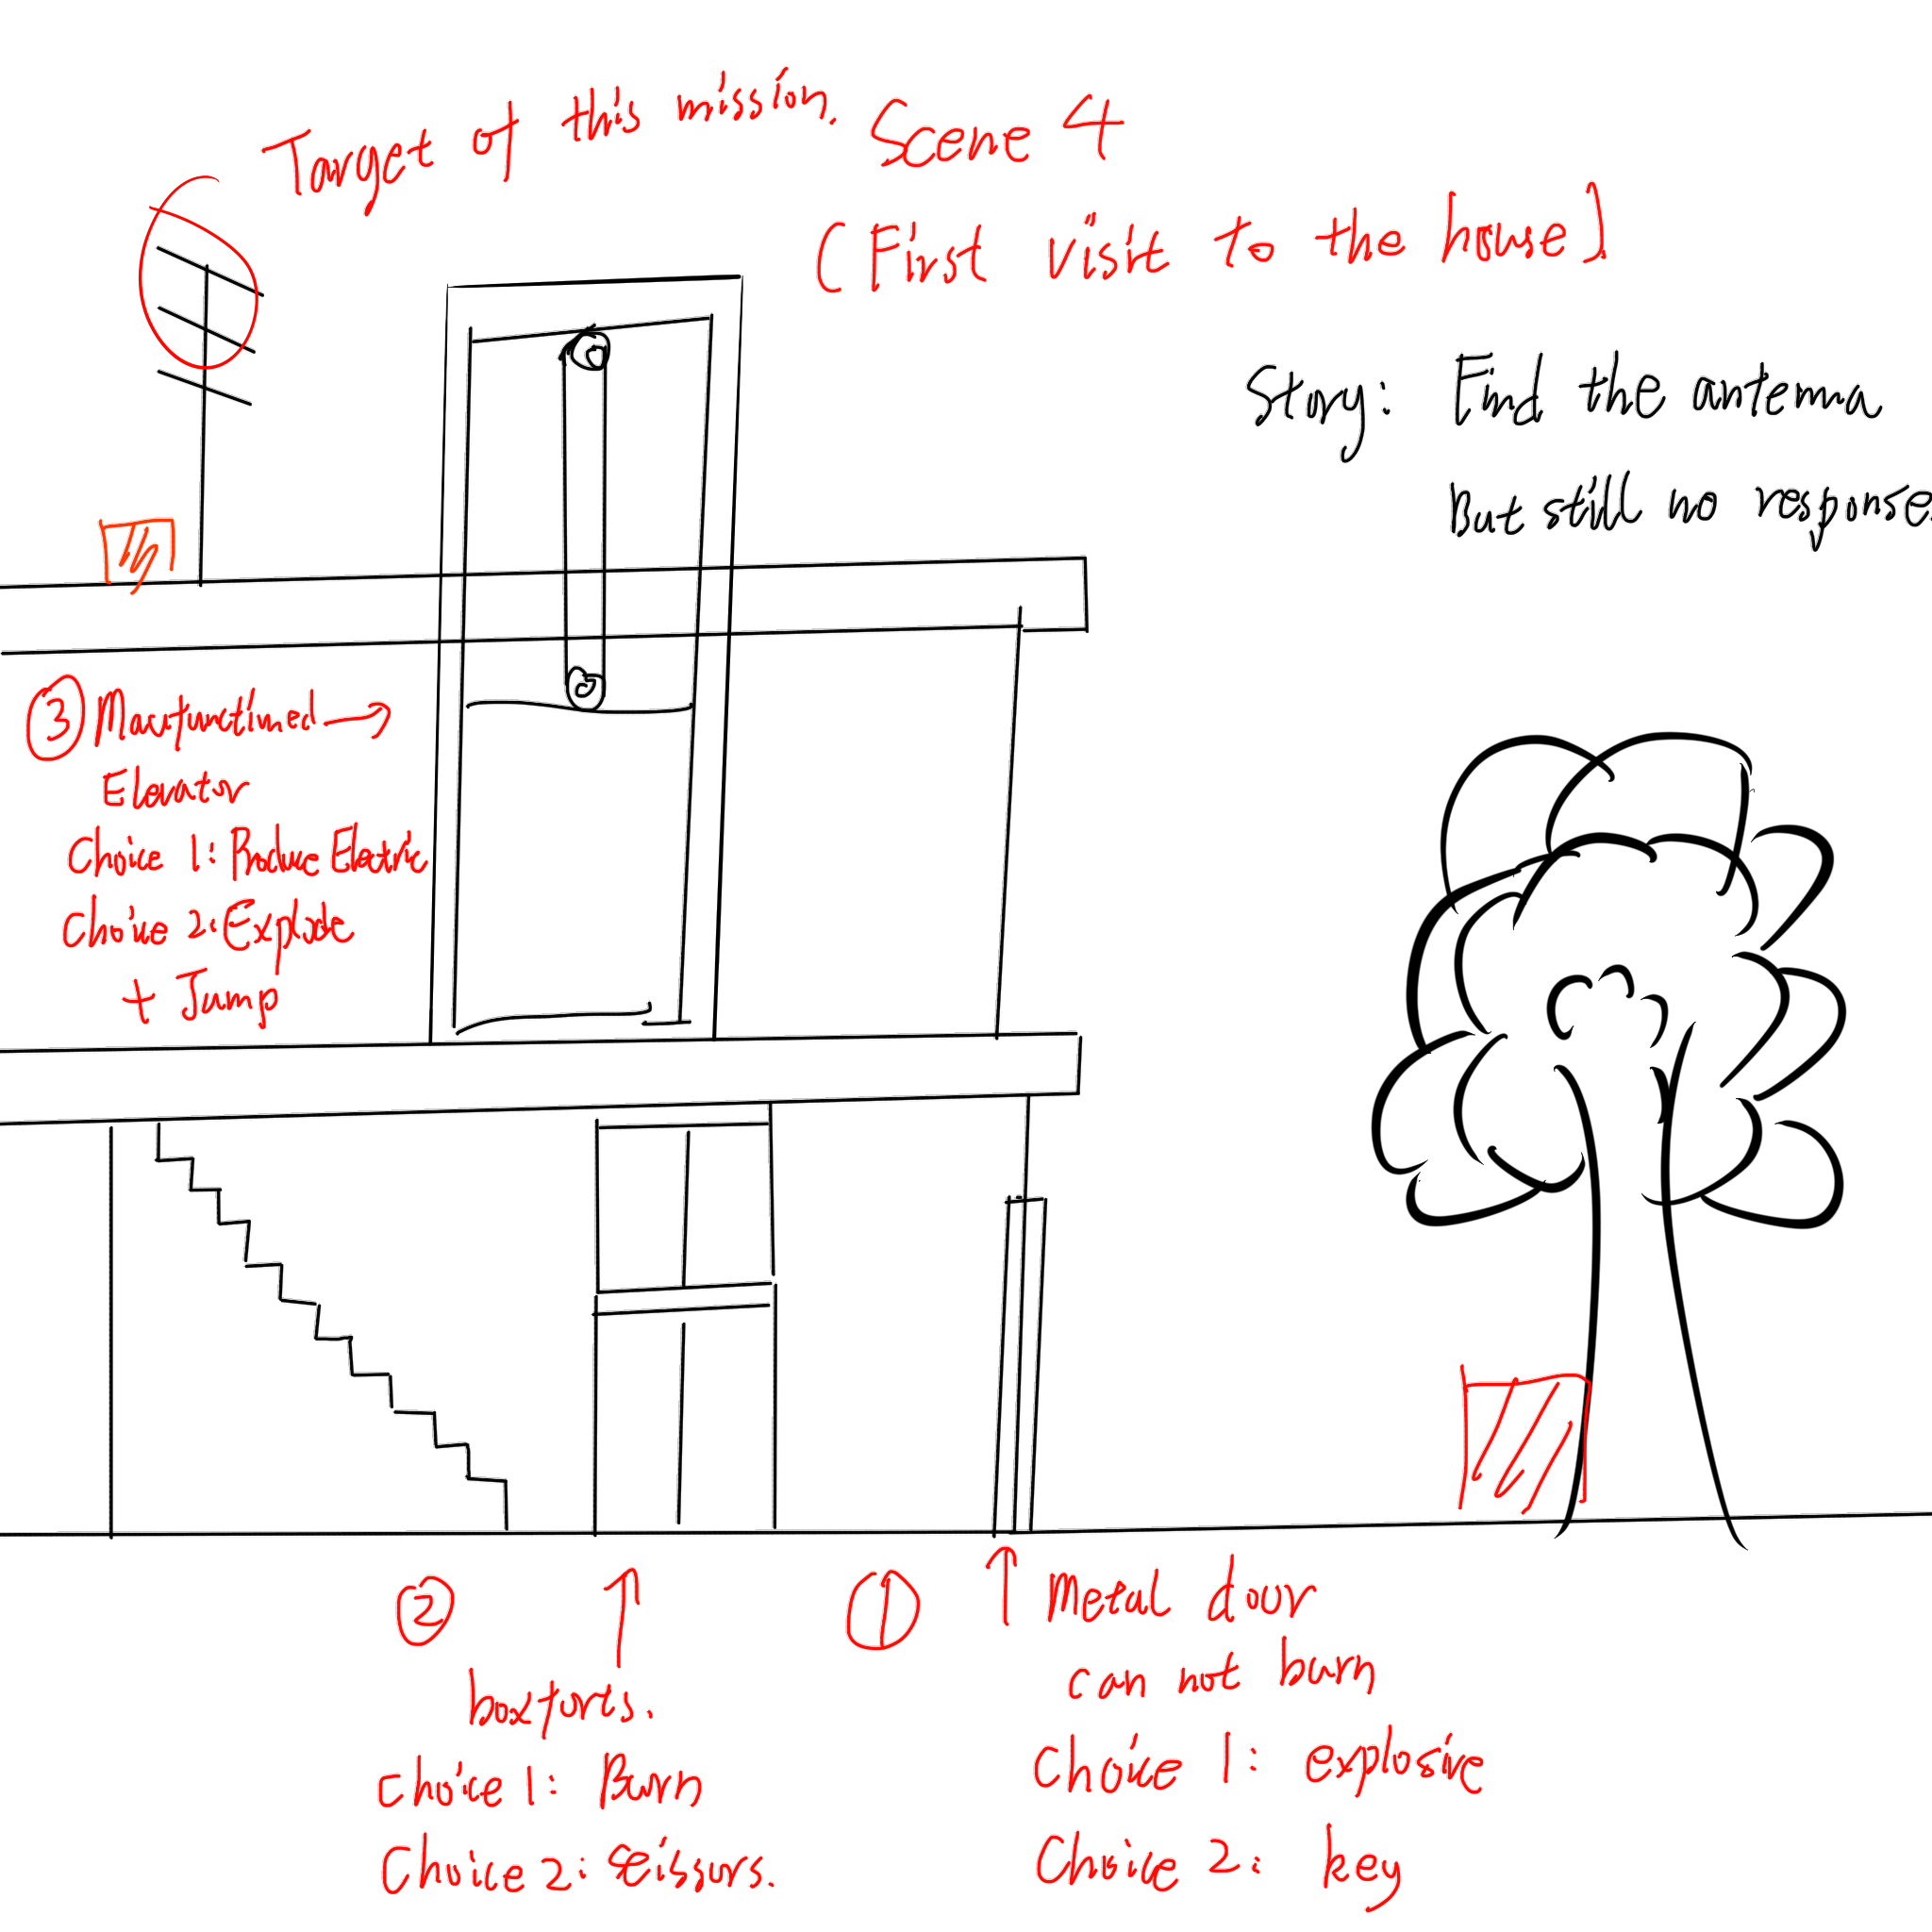 Target of this mission.
Scene 4
(First visit to the house)
Story: Find the antenna
But still no response.
③ Maufunctioned →
Elevator
Choice 1: Produce Electric
Choice 2: Explode
+ Jump
② ↑
boxforts.
Choice 1: Burn
Choice 2: Scissors.
① ↑ Metal door
can not burn
Choice 1: explosive
Choice 2: key